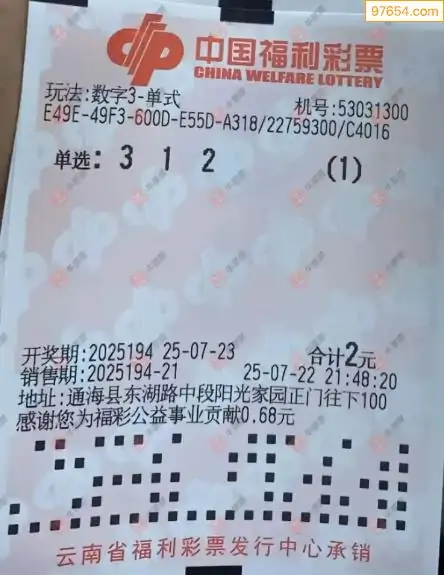 97654.com
中国福利彩票
CHINA WELFARE LOTTERY
玩法:数字3-单式 机号:53031300
E49E-49F3-600D-E55D-A318/22759300/C4016
单选: 3 1 2 (1)
开奖期:2025194 25-07-23 合计2元
销售期:2025194-21 25-07-22 21:48:20
地址:通海县东湖路中段阳光家园正门往下100
感谢您为福彩公益事业贡献0.68元
云南省福利彩票发行中心承销